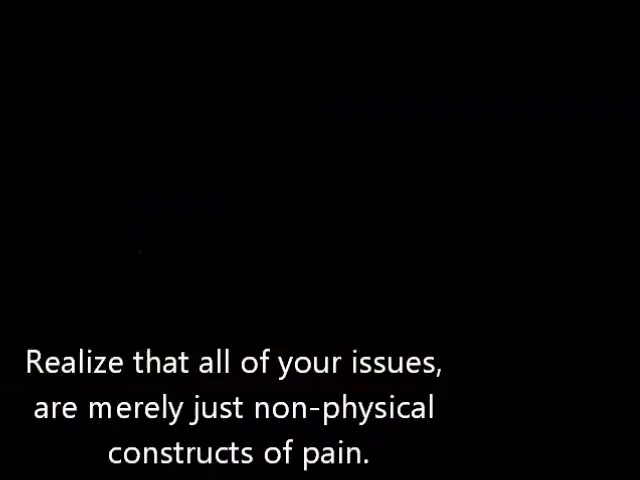 Realize that all of your issues,
are merely just non-physical
constructs of pain.